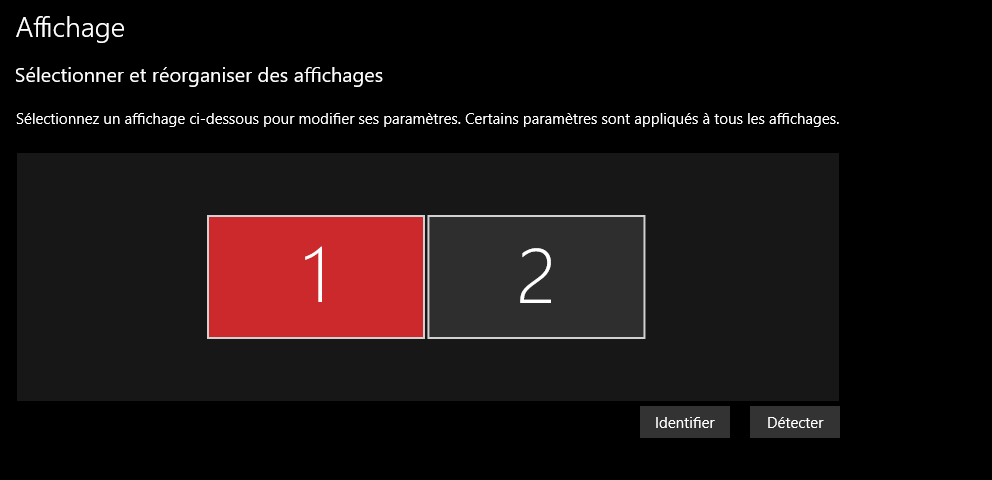 Affichage
Sélectionner et réorganiser des affichages
Sélectionnez un affichage ci-dessous pour modifier ses paramètres. Certains paramètres sont appliqués à tous les affichages.
1 2
Identifier Détecter